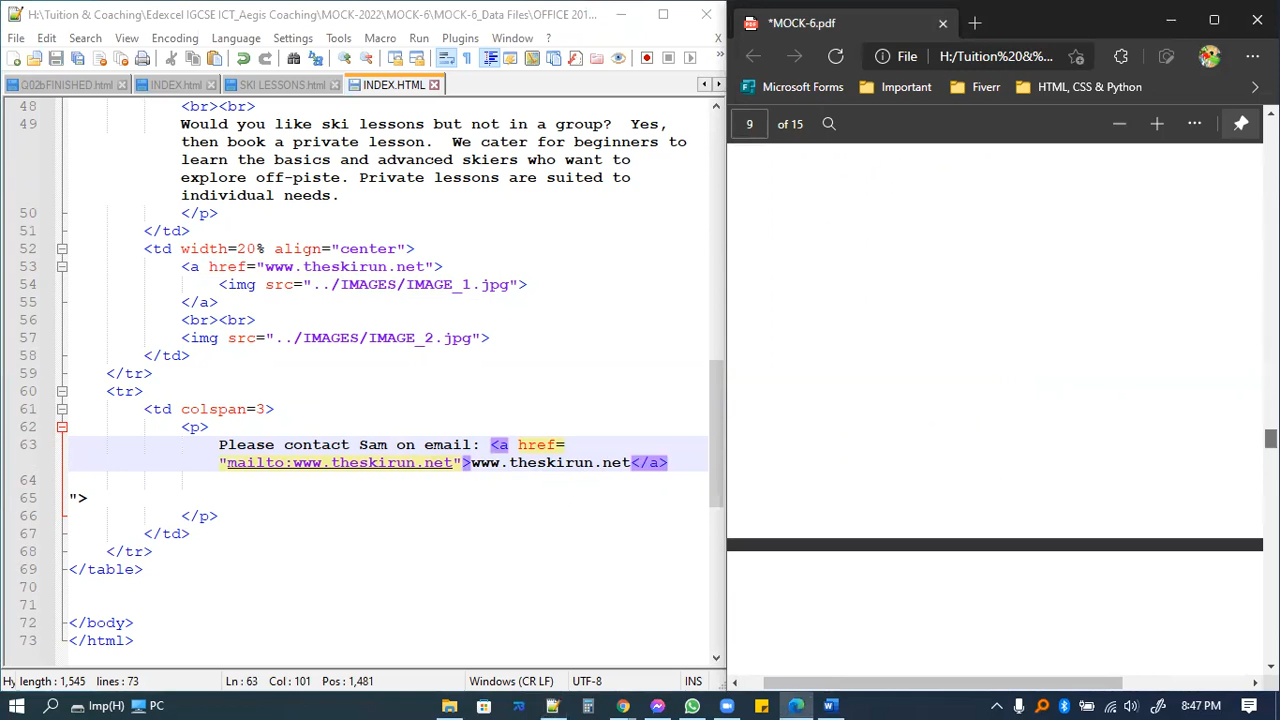 H:\Tuition & Coaching\Edexcel IGCSE ICT_Aegis Coaching\MOCK-2022\MOCK-6\MOCK-6_Data Files\OFFICE 201...
File Edit Search View Encoding Language Settings Tools Macro Run Plugins Window ? X
Q02bFINISHED.html INDEX.html SKI LESSONS.html INDEX.HTML
48 <br><br>
49 Would you like ski lessons but not in a group? Yes,
then book a private lesson. We cater for beginners to
learn the basics and advanced skiers who want to
explore off-piste. Private lessons are suited to
individual needs.
50 </p>
51 </td>
52 <td width=20% align="center">
53 <a href="www.theskirun.net">
54 <img src="../IMAGES/IMAGE_1.jpg">
55 </a>
56 <br><br>
57 <img src="../IMAGES/IMAGE_2.jpg">
58 </td>
59 </tr>
60 <tr>
61 <td colspan=3>
62 <p>
63 Please contact Sam on email: <a href=
"mailto:www.theskirun.net">www.theskirun.net</a>
64
65 ">
66 </p>
67 </td>
68 </tr>
69 </table>
70
71
72 </body>
73 </html>
Hy length : 1,545 lines : 73 Ln : 63 Col : 101 Pos : 1,481 Windows (CR LF) UTF-8 INS
*MOCK-6.pdf
File H:/Tuition%20&%...
Microsoft Forms Important Fiverr HTML, CSS & Python
9 of 15
Imp(H) PC 8:47 PM